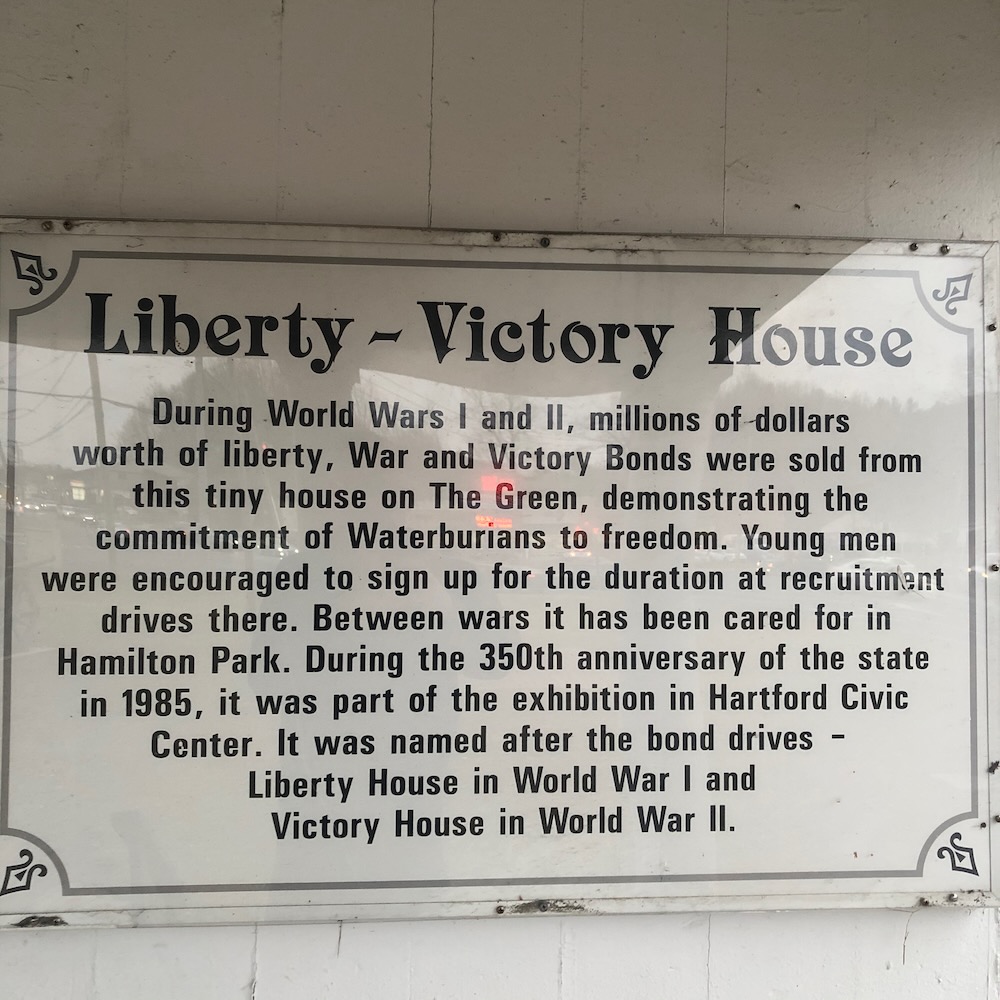 Liberty - Victory House
During World Wars I and II, millions of dollars
worth of liberty, War and Victory Bonds were sold from
this tiny house on The Green, demonstrating the
commitment of Waterburians to freedom. Young men
were encouraged to sign up for the duration at recruitment
drives there. Between wars it has been cared for in
Hamilton Park. During the 350th anniversary of the state
in 1985, it was part of the exhibition in Hartford Civic
Center. It was named after the bond drives -
Liberty House in World War I and
Victory House in World War II.